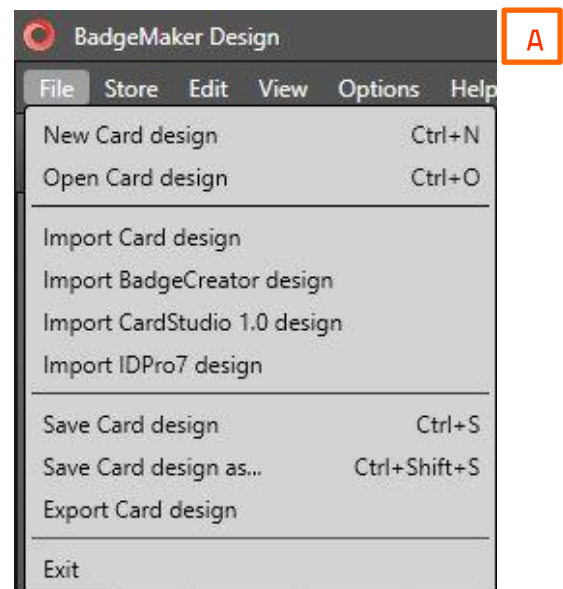 BadgeMaker Design
A
File Store Edit View Options Help
New Card design Ctrl+N
Open Card design Ctrl+O
Import Card design
Import BadgeCreator design
Import CardStudio 1.0 design
Import IDPro7 design
Save Card design Ctrl+S
Save Card design as... Ctrl+Shift+S
Export Card design
Exit